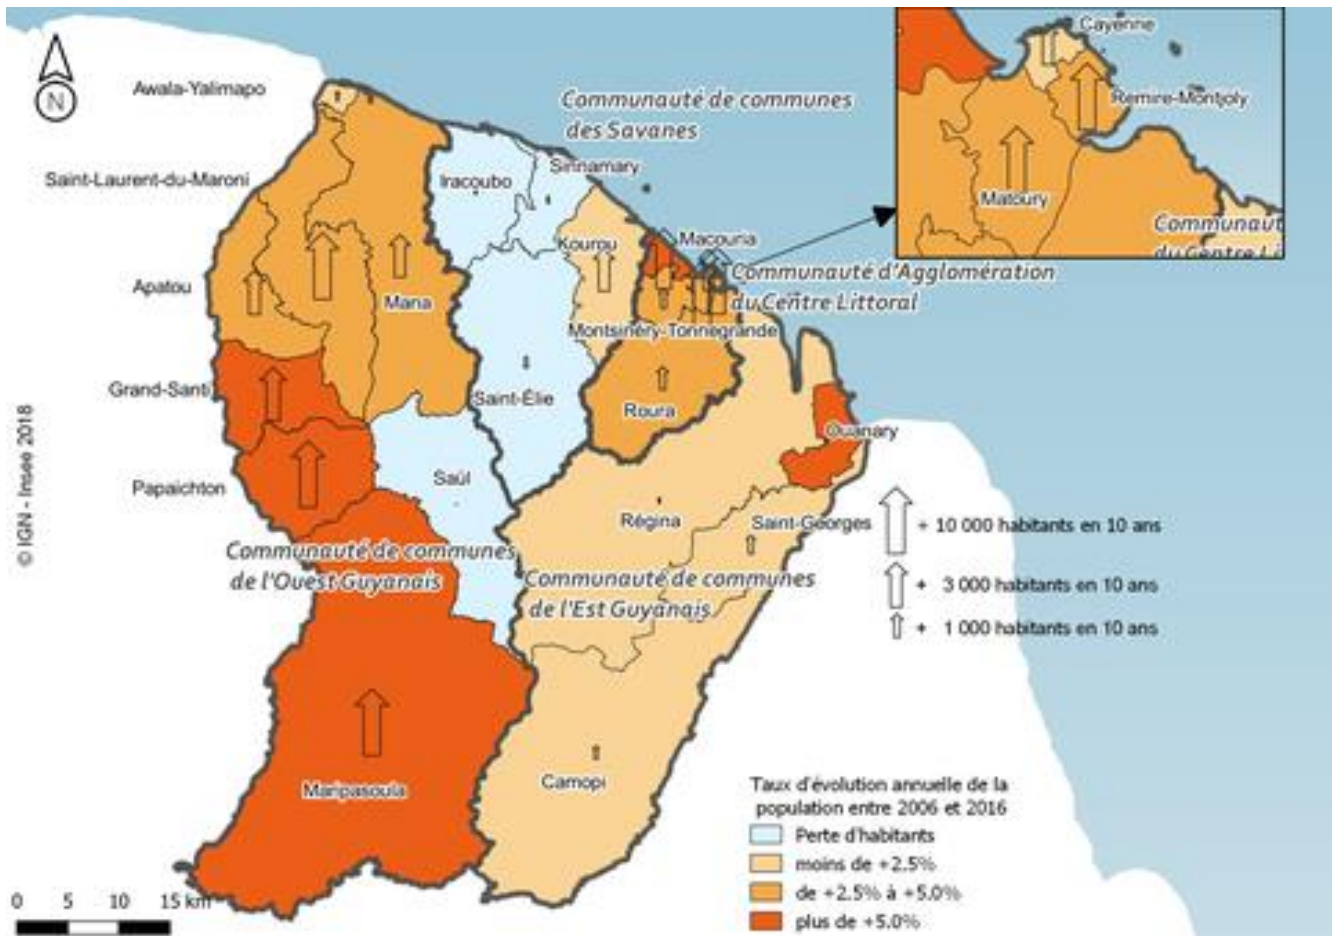 N
Awala-Yalimapo
Saint-Laurent-du-Maroni
Apatou
Grand-Santi
Papaichton
© IGN - Insee 2018
Communauté de communes
des Savanes
Iracoubo
Sinnamary
Kourou
Macouria
Communauté d'Agglomération
du Centre Littoral
Mana
Montsinéry-Tonnegrande
Saint-Élie
Roura
Ouanary
Saül
Régina
Saint-Georges
Communauté de communes
de l'Ouest Guyanais
Communauté de communes
de l'Est Guyanais
Maripasoula
Camopi
Cayenne
Remire-Montjoly
Matoury
Communaut
du Centre Li
+ 10 000 habitants en 10 ans
+ 3 000 habitants en 10 ans
+ 1 000 habitants en 10 ans
Taux d'évolution annuelle de la
population entre 2006 et 2016
Perte d'habitants
moins de +2.5%
de +2.5% à +5.0%
plus de +5.0%
0 5 10 15 km